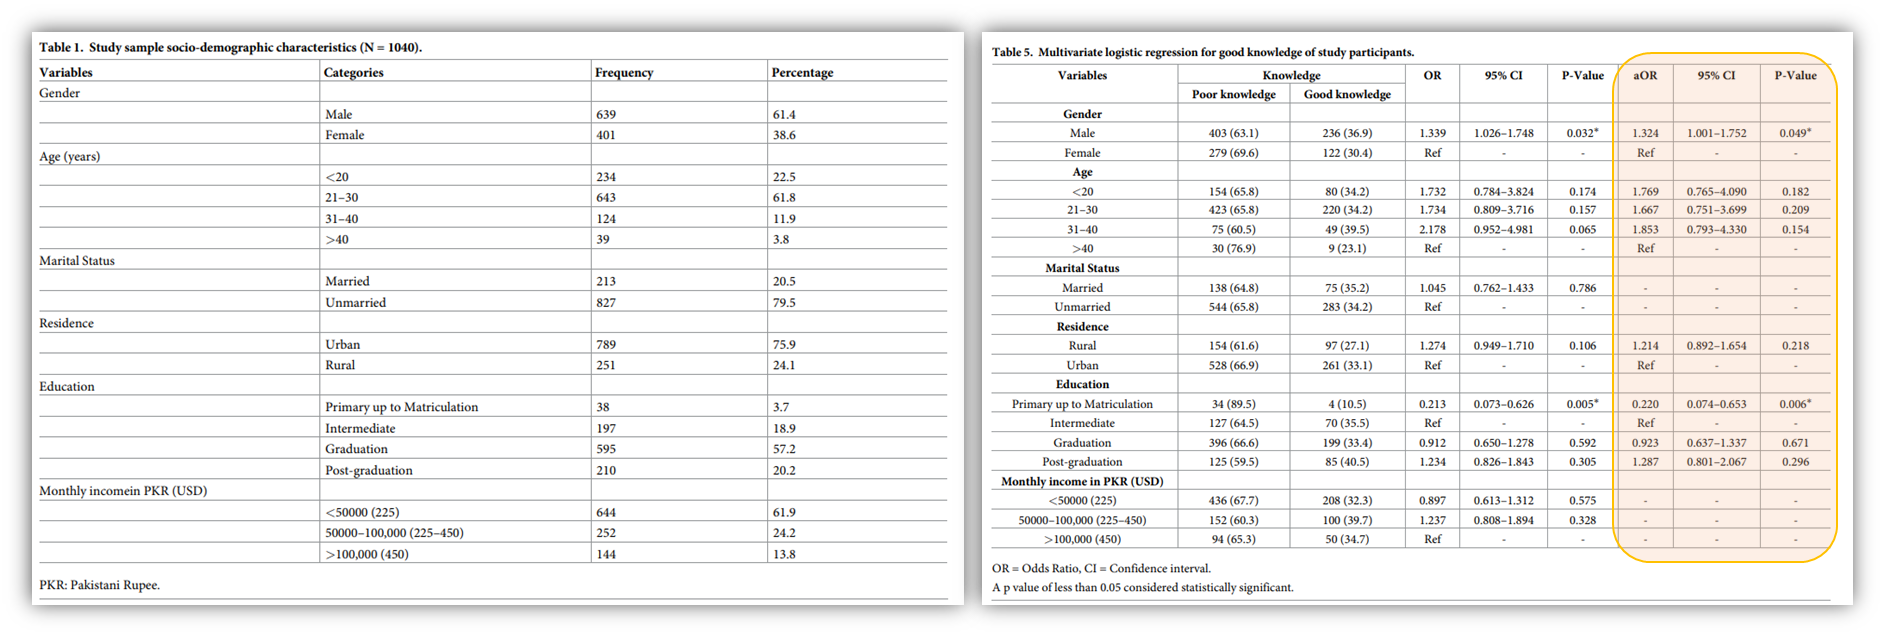 Table 1. Study sample socio-demographic characteristics (N = 1040).
Variables Categories Frequency Percentage
Gender
Male 639 61.4
Female 401 38.6
Age (years)
<20 234 22.5
21–30 643 61.8
31–40 124 11.9
>40 39 3.8
Marital Status
Married 213 20.5
Unmarried 827 79.5
Residence
Urban 789 75.9
Rural 251 24.1
Education
Primary up to Matriculation 38 3.7
Intermediate 197 18.9
Graduation 595 57.2
Post-graduation 210 20.2
Monthly incomein PKR (USD)
<50000 (225) 644 61.9
50000–100,000 (225–450) 252 24.2
>100,000 (450) 144 13.8
PKR: Pakistani Rupee.
Table 5. Multivariate logistic regression for good knowledge of study participants.
Variables Knowledge OR 95% CI P-Value aOR 95% CI P-Value
Poor knowledge Good knowledge
Gender
Male 403 (63.1) 236 (36.9) 1.339 1.026–1.748 0.032* 1.324 1.001–1.752 0.049*
Female 279 (69.6) 122 (30.4) Ref - - Ref - -
Age
<20 154 (65.8) 80 (34.2) 1.732 0.784–3.824 0.174 1.769 0.765–4.090 0.182
21–30 423 (65.8) 220 (34.2) 1.734 0.809–3.716 0.157 1.667 0.751–3.699 0.209
31–40 75 (60.5) 49 (39.5) 2.178 0.952–4.981 0.065 1.853 0.793–4.330 0.154
>40 30 (76.9) 9 (23.1) Ref - - Ref - -
Marital Status
Married 138 (64.8) 75 (35.2) 1.045 0.762–1.433 0.786 - - -
Unmarried 544 (65.8) 283 (34.2) Ref - - - - -
Residence
Rural 154 (61.6) 97 (27.1) 1.274 0.949–1.710 0.106 1.214 0.892–1.654 0.218
Urban 528 (66.9) 261 (33.1) Ref - - Ref - -
Education
Primary up to Matriculation 34 (89.5) 4 (10.5) 0.213 0.073–0.626 0.005* 0.220 0.074–0.653 0.006*
Intermediate 127 (64.5) 70 (35.5) Ref - - Ref - -
Graduation 396 (66.6) 199 (33.4) 0.912 0.650–1.278 0.592 0.923 0.637–1.337 0.671
Post-graduation 125 (59.5) 85 (40.5) 1.234 0.826–1.843 0.305 1.287 0.801–2.067 0.296
Monthly income in PKR (USD)
<50000 (225) 436 (67.7) 208 (32.3) 0.897 0.613–1.312 0.575 - - -
50000–100,000 (225–450) 152 (60.3) 100 (39.7) 1.237 0.808–1.894 0.328 - - -
>100,000 (450) 94 (65.3) 50 (34.7) Ref - - - - -
OR = Odds Ratio, CI = Confidence interval.
A p value of less than 0.05 considered statistically significant.